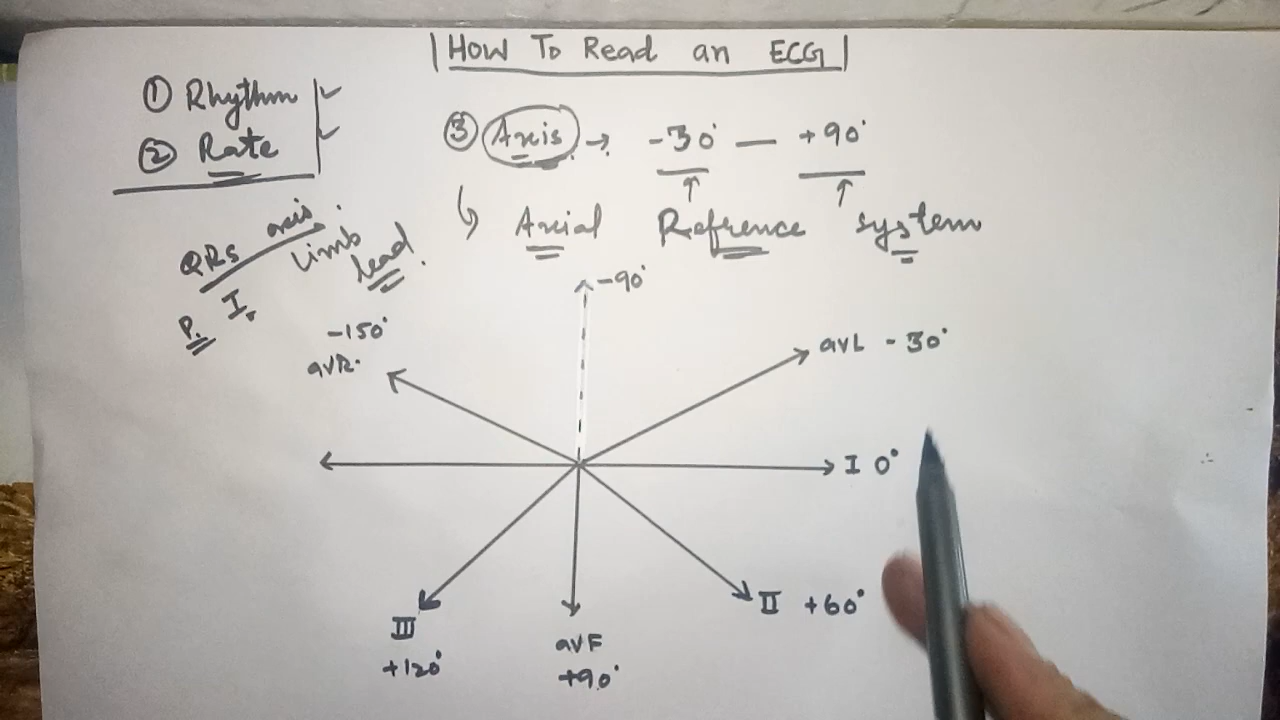 How To Read an ECG
① Rhythm
② Rate
③ Axis → -30° — +90°
Axial Refrence system
QRS axis.
limb
lead.
I.
P.
-90°
-150°
avR.
avL - 30°
I 0°
II +60°
III
+120°
avF
+90°